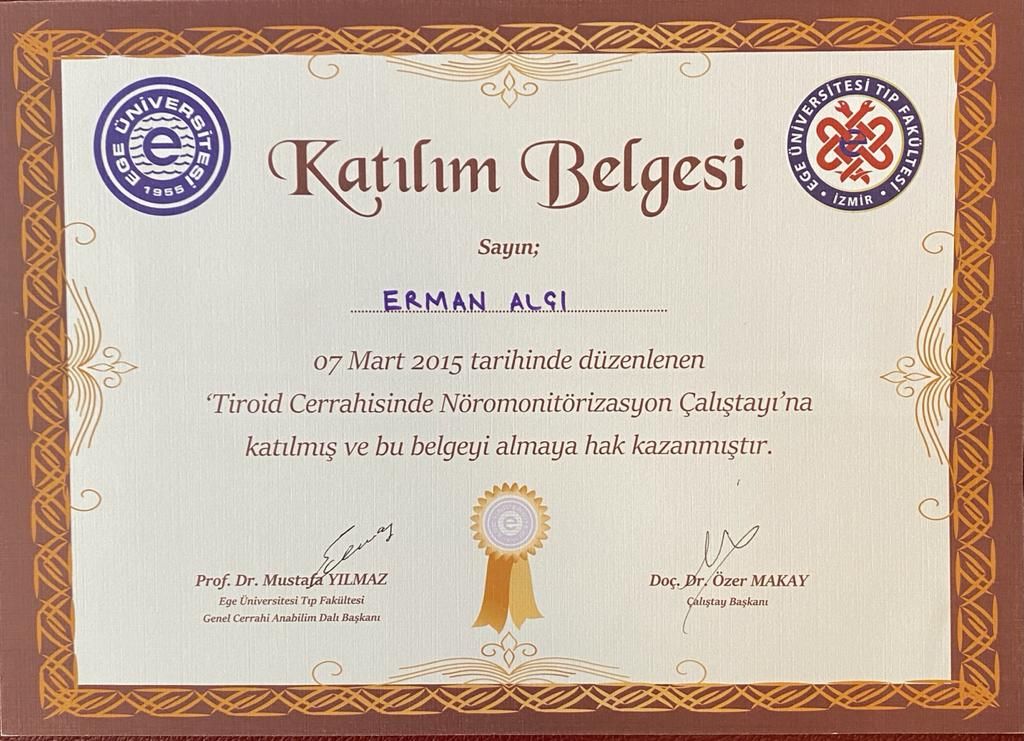 EGE ÜNİVERSİTESİ
1955
EGE ÜNİVERSİTESİ TIP FAKÜLTESİ
İZMİR
Katılım Belgesi
Sayın;
ERMAN ALÇI
07 Mart 2015 tarihinde düzenlenen
'Tiroid Cerrahisinde Nöromonitörizasyon Çalıştayı'na
katılmış ve bu belgeyi almaya hak kazanmıştır.
Prof. Dr. Mustafa YILMAZ
Ege Üniversitesi Tıp Fakültesi
Genel Cerrahi Anabilim Dalı Başkanı
Doç. Dr. Özer MAKAY
Çalıştay Başkanı